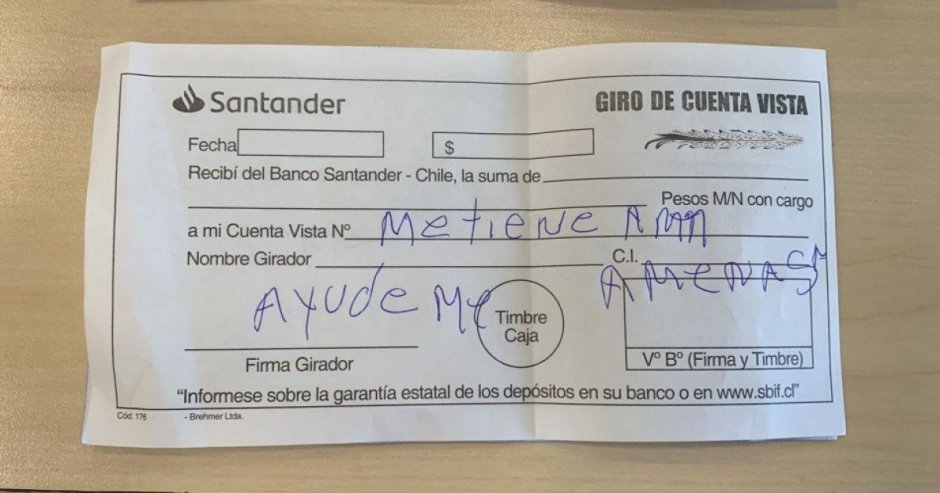 Santander
GIRO DE CUENTA VISTA
Fecha
$
Recibí del Banco Santander - Chile, la suma de
Pesos M/N con cargo
a mi Cuenta Vista Nº Me tiene A
Nombre Girador C.I.
AMENAS
AYUDeMe
Timbre
Caja
Firma Girador
Vº Bº (Firma y Timbre)
“Informese sobre la garantía estatal de los depósitos en su banco o en www.sbif.cl”
Cód. 176 - Brehmer Ltda.